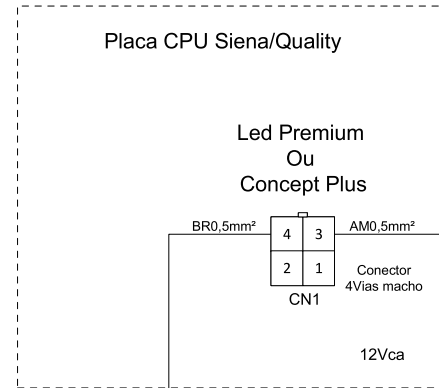 Placa CPU Siena/Quality
Led Premium
Ou
Concept Plus
BR0,5mm²
4
3
AM0,5mm²
2
1
Conector
4Vias macho
CN1
12Vca